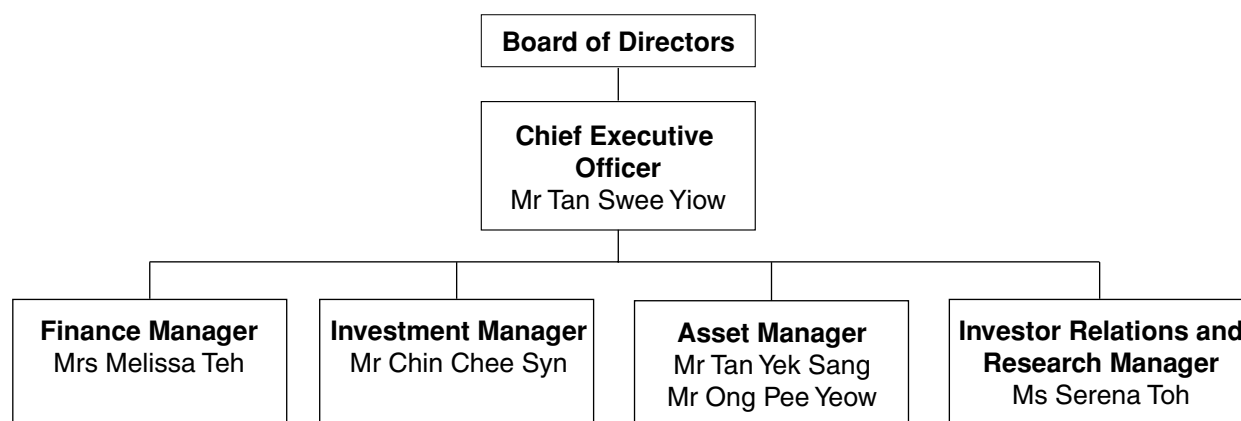 Board of Directors
Chief Executive
Officer
Mr Tan Swee Yiow
Finance Manager
Mrs Melissa Teh
Investment Manager
Mr Chin Chee Syn
Asset Manager
Mr Tan Yek Sang
Mr Ong Pee Yeow
Investor Relations and
Research Manager
Ms Serena Toh